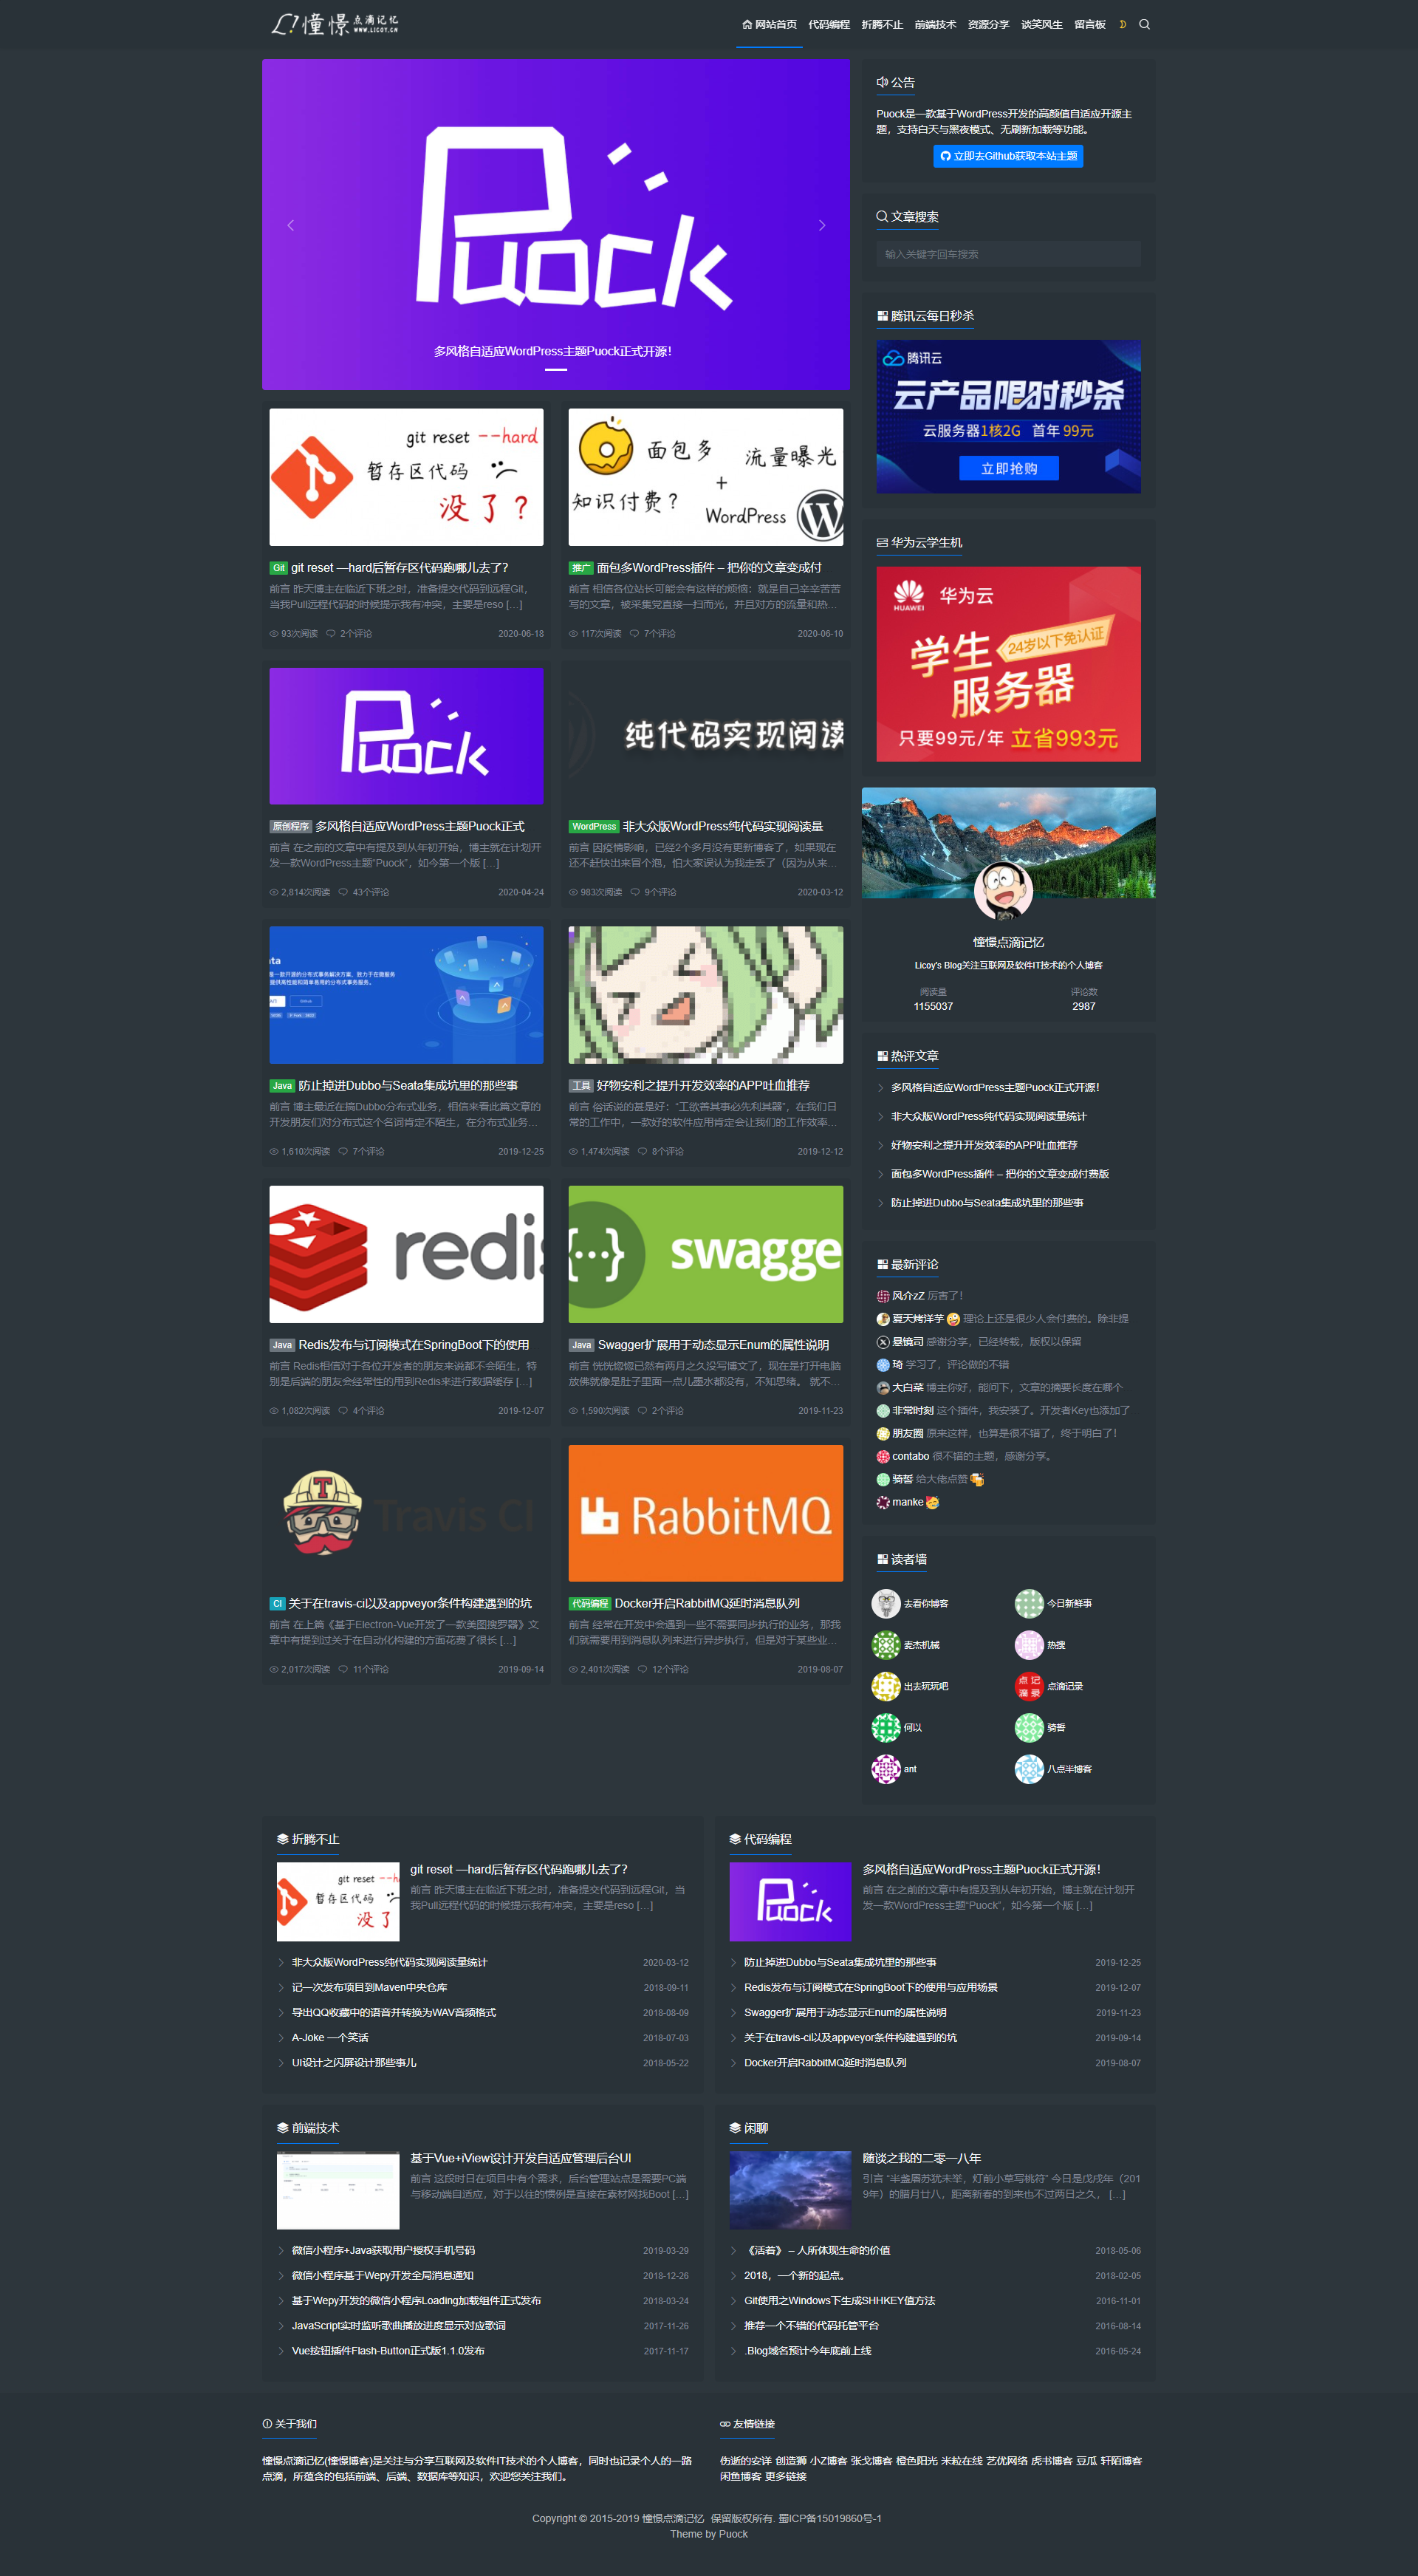 憧憬点滴记忆
WWW.LICOY.CN
网站首页 代码编程 折腾不止 前端技术 资源分享 谈笑风生 留言板
Puock
多风格自适应WordPress主题Puock正式开源！
git reset --hard
暂存区代码
没了？
Git git reset —hard后暂存区代码跑哪儿去了？
前言 昨天博主在临近下班之时，准备提交代码到远程Git，
当我Pull远程代码的时候提示我有冲突，主要是reso [...]
93次阅读 2个评论 2020-06-18
面包多 流量曝光
+
知识付费？ WordPress
推广 面包多WordPress插件 – 把你的文章变成付
前言 相信各位站长可能会有这样的烦恼：就是自己辛辛苦苦
写的文章，被采集党直接一扫而光，并且对方的流量和热...
117次阅读 7个评论 2020-06-10
Puock
原创程序 多风格自适应WordPress主题Puock正式
前言 在之前的文章中有提及到从年初开始，博主就在计划开
发一款WordPress主题“Puock”，如今第一个版 [...]
2,814次阅读 43个评论 2020-04-24
纯代码实现阅读
WordPress 非大众版WordPress纯代码实现阅读量
前言 因疫情影响，已经2个多月没有更新博客了，如果现在
还不赶快出来冒个泡，怕大家误认为我走丢了（因为从来...
983次阅读 9个评论 2020-03-12
Java 防止掉进Dubbo与Seata集成坑里的那些事
前言 博主最近在搞Dubbo分布式业务，相信来看此篇文章的
开发朋友们对分布式这个名词肯定不陌生，在分布式业务...
1,610次阅读 7个评论 2019-12-25
工具 好物安利之提升开发效率的APP吐血推荐
前言 俗话说的甚是好：“工欲善其事必先利其器”，在我们日
常的工作中，一款好的软件应用肯定会让我们的工作效率...
1,474次阅读 8个评论 2019-12-12
redis
Java Redis发布与订阅模式在SpringBoot下的使用
前言 Redis相信对于各位开发者的朋友来说都不会陌生，特
别是后端的朋友会经常性的用到Redis来进行数据缓存 [...]
1,082次阅读 4个评论 2019-12-07
{···} swagge
Java Swagger扩展用于动态显示Enum的属性说明
前言 恍恍惚惚已然有两月之久没写博文了，现在是打开电脑
放佛就像是肚子里面一点儿墨水都没有，不知思绪。 就不...
1,590次阅读 2个评论 2019-11-23
Travis CI
CI 关于在travis-ci以及appveyor条件构建遇到的坑
前言 在上篇《基于Electron-Vue开发了一款美图搜罗器》文
章中有提到过关于在自动化构建的方面花费了很长 [...]
2,017次阅读 11个评论 2019-09-14
RabbitMQ
代码编程 Docker开启RabbitMQ延时消息队列
前言 经常在开发中会遇到一些不需要同步执行的业务，那我
们就需要用到消息队列来进行异步执行，但是对于某些业...
2,401次阅读 12个评论 2019-08-07
公告
Puock是一款基于WordPress开发的高颜值自适应开源主
题，支持白天与黑夜模式、无刷新加载等功能。
立即去Github获取本站主题
文章搜索
输入关键字回车搜索
腾讯云每日秒杀
腾讯云
云产品限时秒杀
云服务器1核2G 首年99元
立即抢购
华为云学生机
HUAWEI 华为云
24岁以下免认证
学生
服务器
只要99元/年 立省993元
憧憬点滴记忆
Licoy's Blog关注互联网及软件IT技术的个人博客
阅读量 评论数
1155037 2987
热评文章
多风格自适应WordPress主题Puock正式开源！
非大众版WordPress纯代码实现阅读量统计
好物安利之提升开发效率的APP吐血推荐
面包多WordPress插件 – 把你的文章变成付费版
防止掉进Dubbo与Seata集成坑里的那些事
最新评论
风介zZ 厉害了！
夏天烤洋芋 理论上还是很少人会付费的。除非提
悬镜司 感谢分享，已经转载，版权以保留
琦 学习了，评论做的不错
大白菜 博主你好，能问下，文章的摘要长度在哪个
非常时刻 这个插件，我安装了。开发者Key也添加了
朋友圈 原来这样，也算是很不错了，终于明白了！
contabo 很不错的主题，感谢分享。
骑誓 给大佬点赞
manke
读者墙
去看你博客 今日新鲜事
麦杰机械 热搜
出去玩玩吧 点滴记录
何以 骑誓
ant 八点半博客
折腾不止
git reset —hard后暂存区代码跑哪儿去了？
前言 昨天博主在临近下班之时，准备提交代码到远程Git，当
我Pull远程代码的时候提示我有冲突，主要是reso [...]
非大众版WordPress纯代码实现阅读量统计 2020-03-12
记一次发布项目到Maven中央仓库 2018-09-11
导出QQ收藏中的语音并转换为WAV音频格式 2018-08-09
A-Joke 一个笑话 2018-07-03
UI设计之闪屏设计那些事儿 2018-05-22
代码编程
多风格自适应WordPress主题Puock正式开源！
前言 在之前的文章中有提及到从年初开始，博主就在计划开
发一款WordPress主题“Puock”，如今第一个版 [...]
防止掉进Dubbo与Seata集成坑里的那些事 2019-12-25
Redis发布与订阅模式在SpringBoot下的使用与应用场景 2019-12-07
Swagger扩展用于动态显示Enum的属性说明 2019-11-23
关于在travis-ci以及appveyor条件构建遇到的坑 2019-09-14
Docker开启RabbitMQ延时消息队列 2019-08-07
前端技术
基于Vue+iView设计开发自适应管理后台UI
前言 这段时日在项目中有个需求，后台管理站点是需要PC端
与移动端自适应，对于以往的惯例是直接在素材网找Boot [...]
微信小程序+Java获取用户授权手机号码 2019-03-29
微信小程序基于Wepy开发全局消息通知 2018-12-26
基于Wepy开发的微信小程序Loading加载组件正式发布 2018-03-24
JavaScript实时监听歌曲播放进度显示对应歌词 2017-11-26
Vue按钮插件Flash-Button正式版1.1.0发布 2017-11-17
闲聊
随谈之我的二零一八年
引言 “半盏屠苏犹未举，灯前小草写桃符” 今日是戊戌年（201
9年）的腊月廿八，距离新春的到来也不过两日之久， [...]
《活着》 – 人所体现生命的价值 2018-05-06
2018，一个新的起点。 2018-02-05
Git使用之Windows下生成SHHKEY值方法 2016-11-01
推荐一个不错的代码托管平台 2016-08-14
.Blog域名预计今年底前上线 2016-05-24
关于我们
憧憬点滴记忆(憧憬博客)是关注与分享互联网及软件IT技术的个人博客，同时也记录个人的一路
点滴，所蕴含的包括前端、后端、数据库等知识，欢迎您关注我们。
友情链接
伤逝的安详 创造狮 小Z博客 张戈博客 橙色阳光 米粒在线 艺优网络 虎书博客 豆瓜 轩陌博客
闲鱼博客 更多链接
Copyright © 2015-2019 憧憬点滴记忆 保留版权所有. 蜀ICP备15019860号-1
Theme by Puock